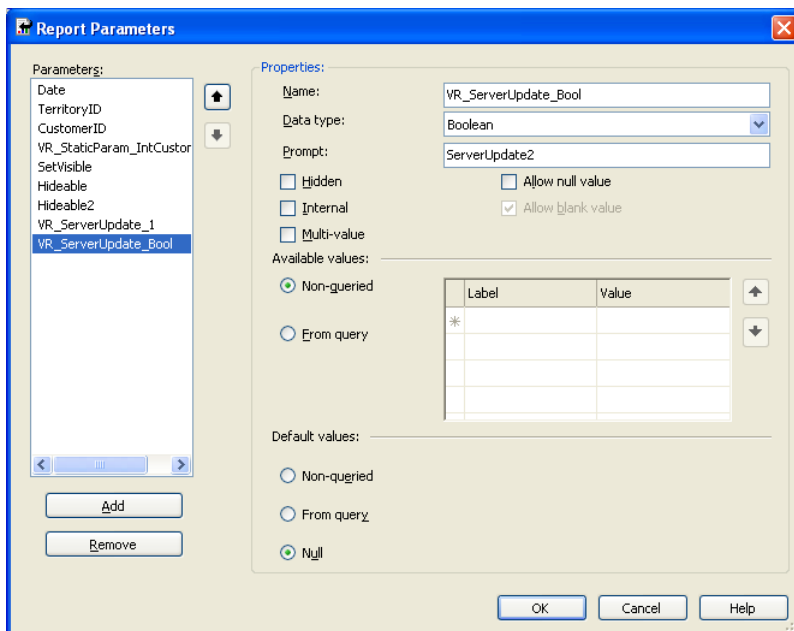 Report Parameters
Parameters:
Date
TerritoryID
CustomerID
VR_StaticParam_IntCustor
SetVisible
Hideable
Hideable2
VR_ServerUpdate_1
VR_ServerUpdate_Bool
Add
Remove
Properties:
Name: VR_ServerUpdate_Bool
Data type: Boolean
Prompt: ServerUpdate2
Hidden Allow null value
Internal Allow blank value
Multi-value
Available values:
Non-queried
From query
Label Value
Default values:
Non-queried
From query
Null
OK Cancel Help